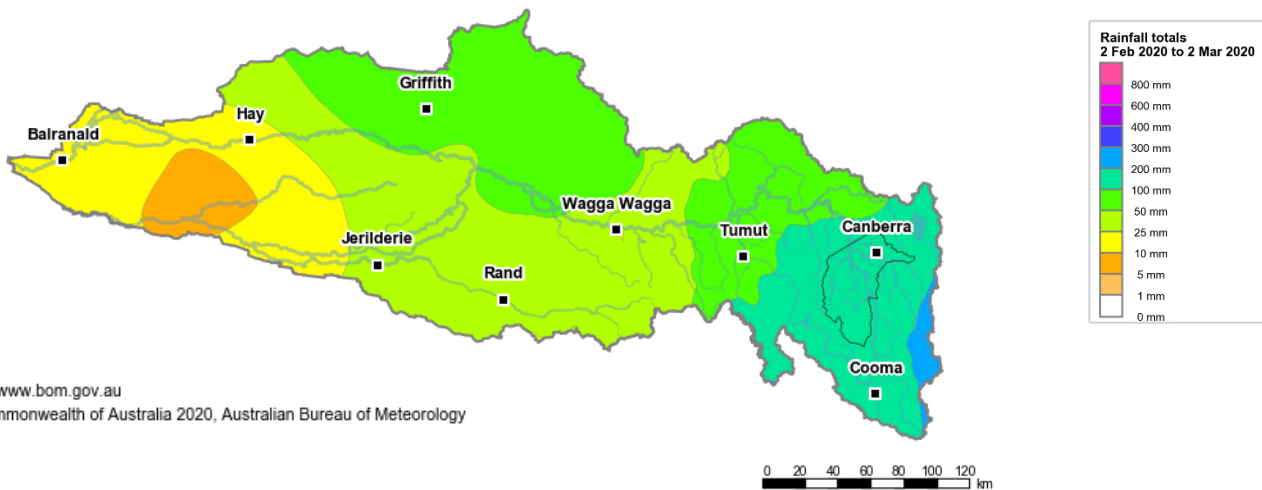 Rainfall totals
2 Feb 2020 to 2 Mar 2020
800 mm
600 mm
400 mm
300 mm
200 mm
100 mm
50 mm
25 mm
10 mm
5 mm
1 mm
0 mm
Griffith
Hay
Balranald
Wagga Wagga
Tumut
Canberra
Jerilderie
Rand
Cooma
www.bom.gov.au
mmonwealth of Australia 2020, Australian Bureau of Meteorology
0 20 40 60 80 100 120
km